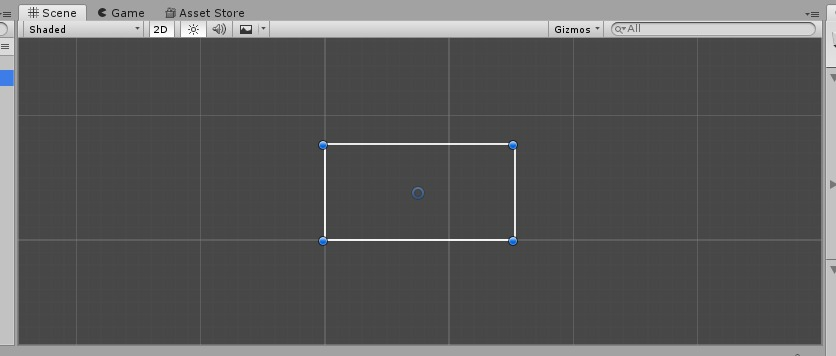 Scene Game Asset Store
Shaded 2D Gizmos All